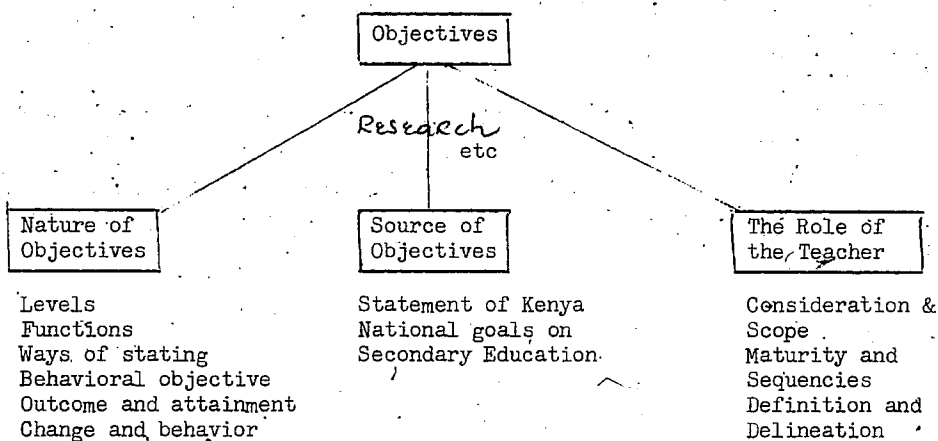 Objectives
Research
etc
Nature of
Objectives
Levels
Functions
Ways of stating
Behavioral objective
Outcome and attainment
Change and behavior
Source of
Objectives
Statement of Kenya
National goals on
Secondary Education
The Role of
the Teacher
Consideration &
Scope
Maturity and
Sequencies
Definition and
Delineation